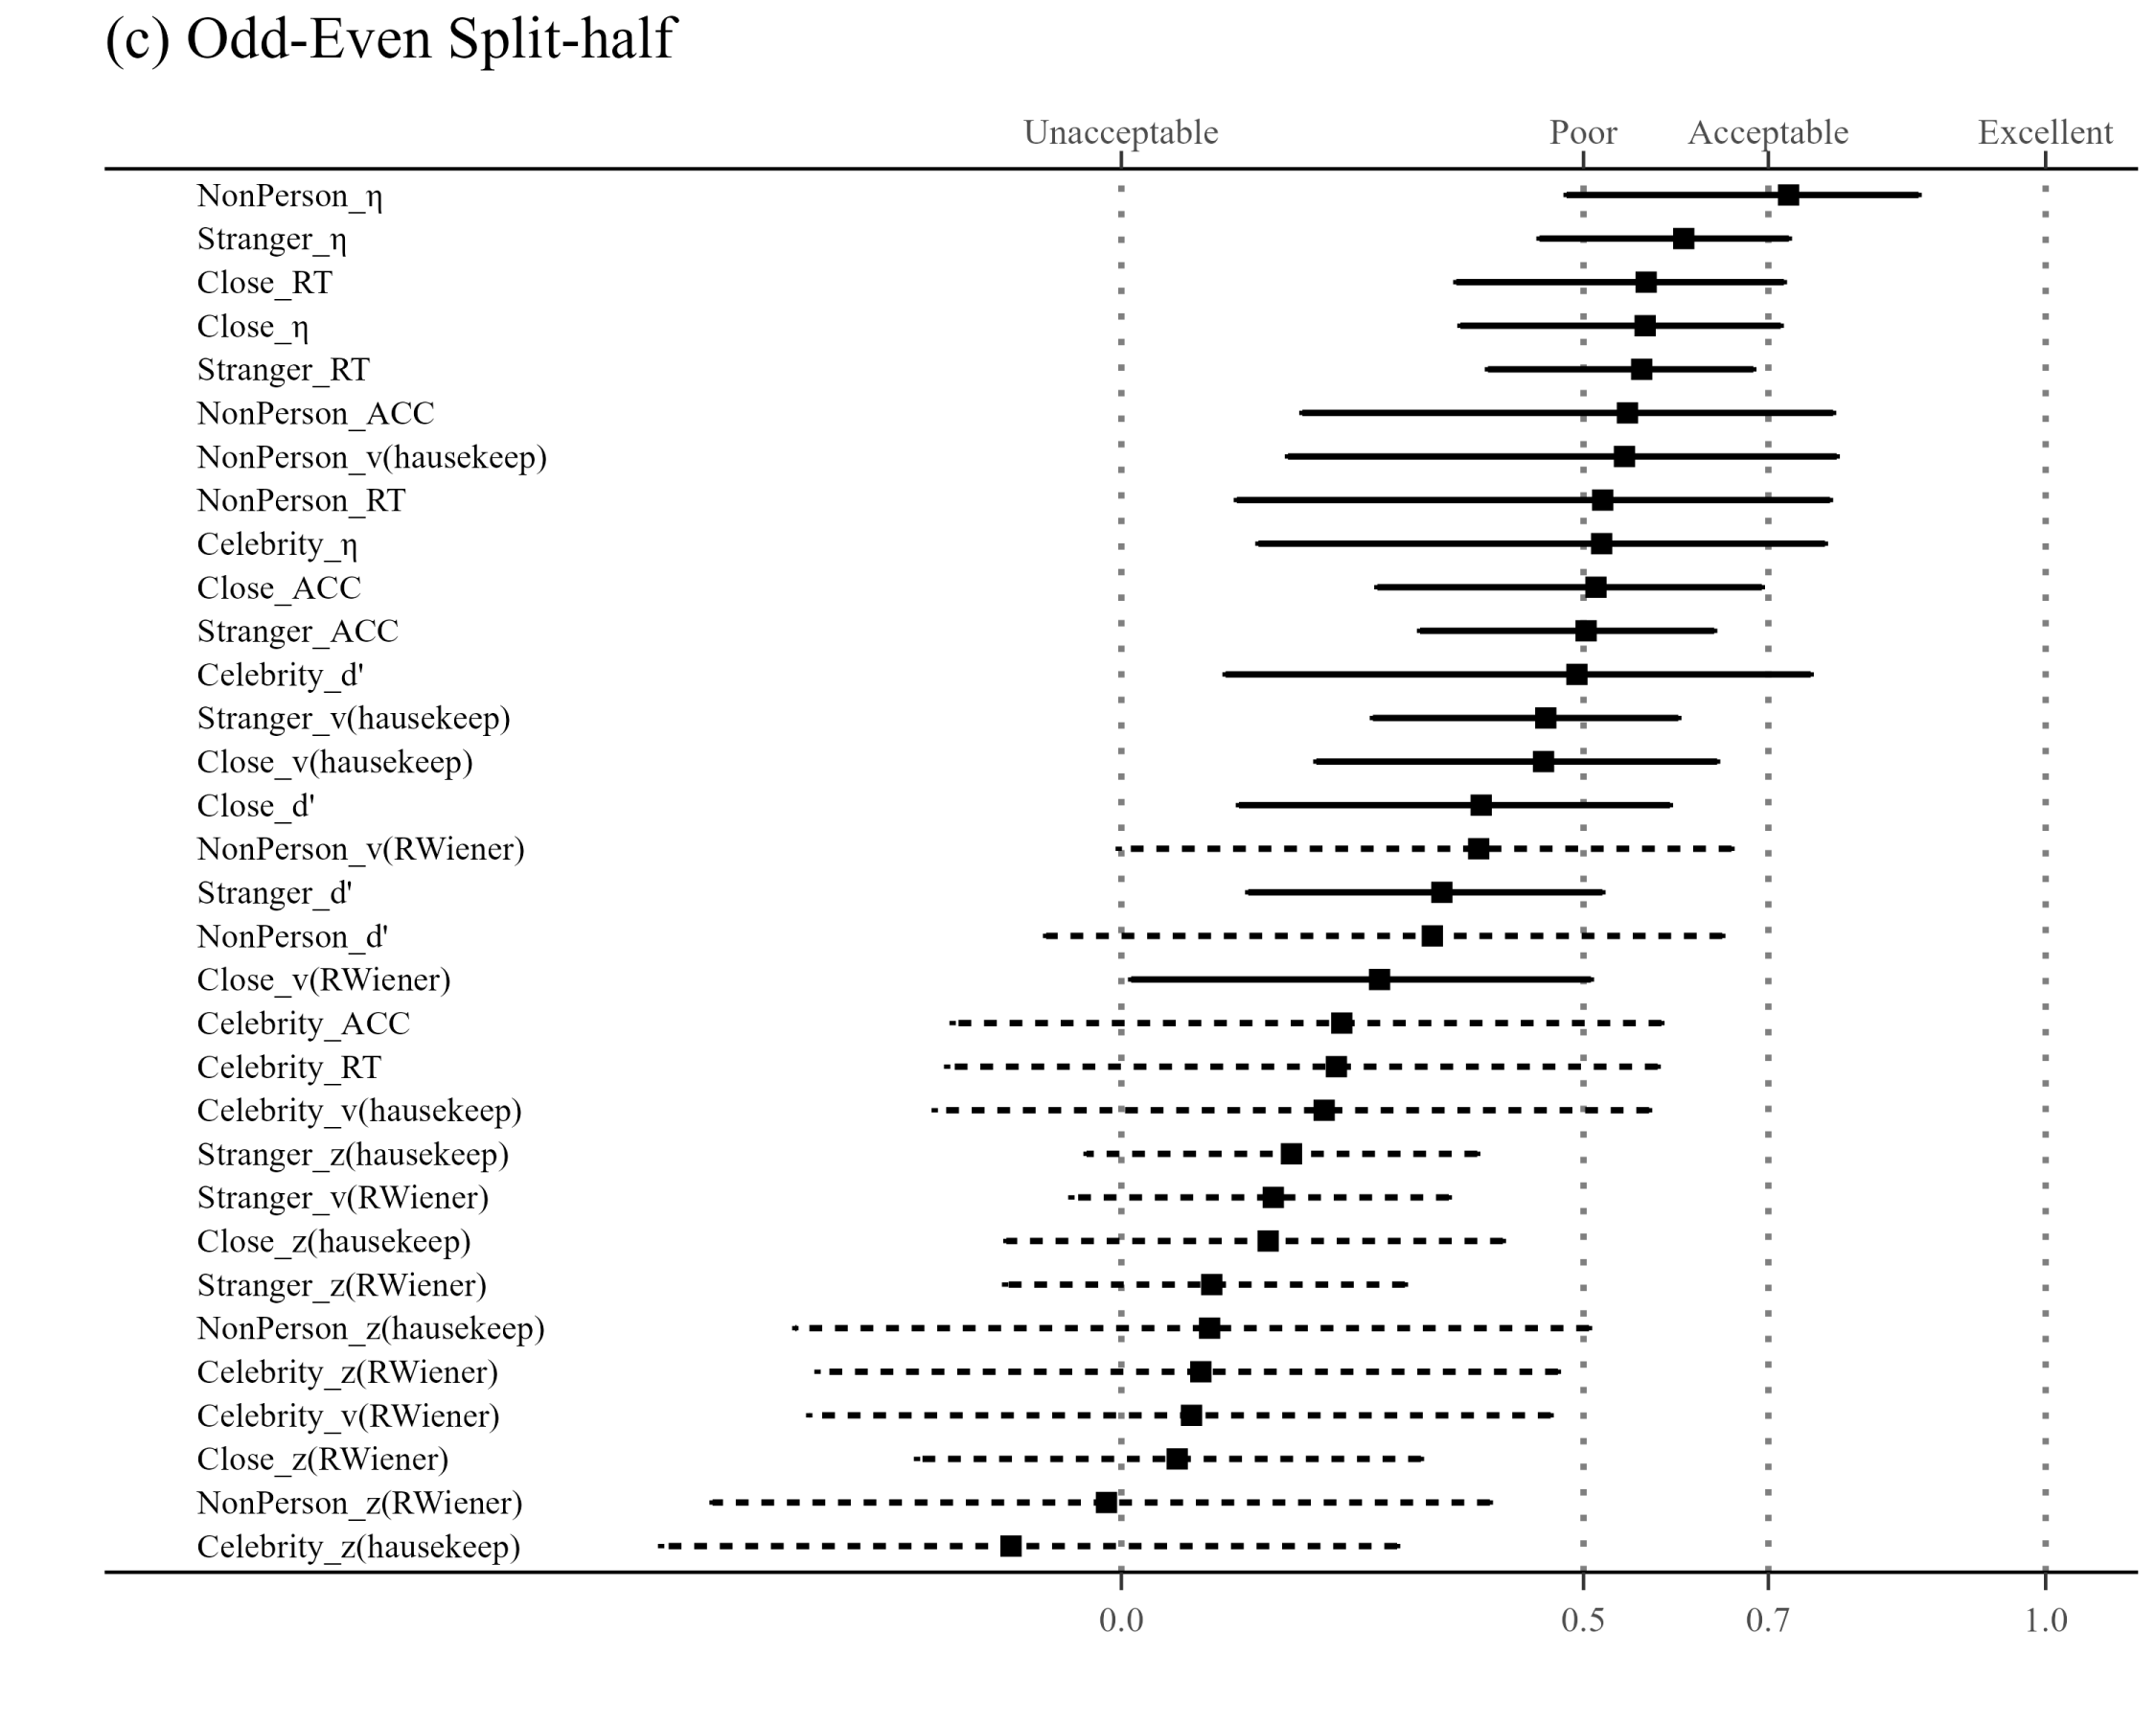 (c) Odd-Even Split-half
Unacceptable Poor Acceptable Excellent
NonPerson_η
Stranger_η
Close_RT
Close_η
Stranger_RT
NonPerson_ACC
NonPerson_v(hausekeep)
NonPerson_RT
Celebrity_η
Close_ACC
Stranger_ACC
Celebrity_d'
Stranger_v(hausekeep)
Close_v(hausekeep)
Close_d'
NonPerson_v(RWiener)
Stranger_d'
NonPerson_d'
Close_v(RWiener)
Celebrity_ACC
Celebrity_RT
Celebrity_v(hausekeep)
Stranger_z(hausekeep)
Stranger_v(RWiener)
Close_z(hausekeep)
Stranger_z(RWiener)
NonPerson_z(hausekeep)
Celebrity_z(RWiener)
Celebrity_v(RWiener)
Close_z(RWiener)
NonPerson_z(RWiener)
Celebrity_z(hausekeep)
0.0 0.5 0.7 1.0